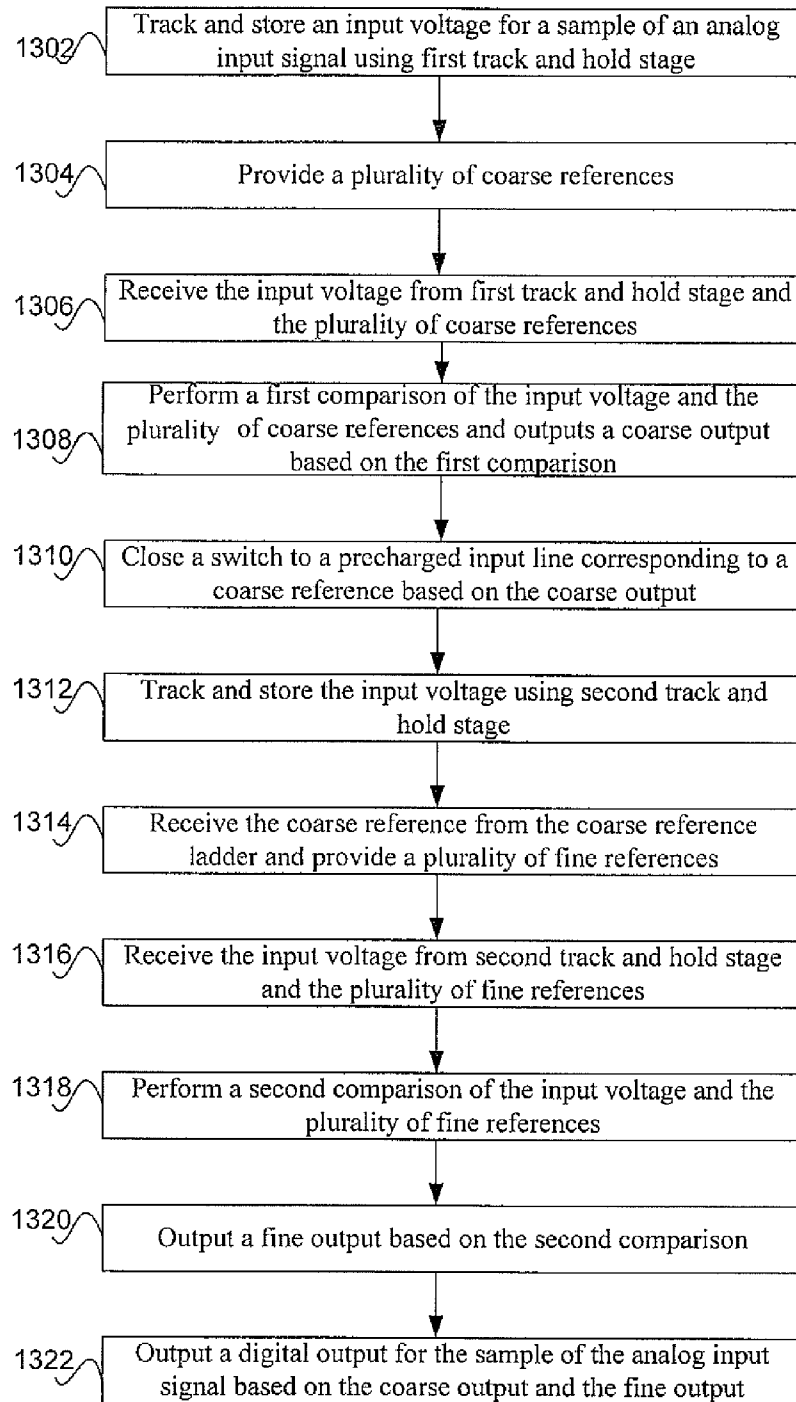 1302
Track and store an input voltage for a sample of an analog
input signal using first track and hold stage
1304
Provide a plurality of coarse references
1306
Receive the input voltage from first track and hold stage and
the plurality of coarse references
1308
Perform a first comparison of the input voltage and the
plurality of coarse references and outputs a coarse output
based on the first comparison
1310
Close a switch to a precharged input line corresponding to a
coarse reference based on the coarse output
1312
Track and store the input voltage using second track and
hold stage
1314
Receive the coarse reference from the coarse reference
ladder and provide a plurality of fine references
1316
Receive the input voltage from second track and hold stage
and the plurality of fine references
1318
Perform a second comparison of the input voltage and the
plurality of fine references
1320
Output a fine output based on the second comparison
1322
Output a digital output for the sample of the analog input
signal based on the coarse output and the fine output